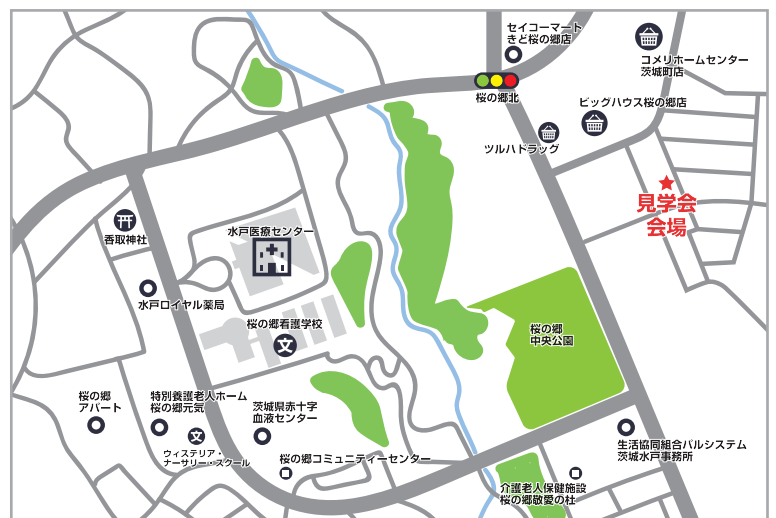 セイコーマート
きど桜の郷店
コメリホームセンター
茨城町店
桜の郷北
ビッグハウス桜の郷店
ツルハドラッグ
見学会
会場
香取神社
水戸医療センター
水戸ロイヤル薬局
桜の郷看護学校
文
桜の郷
中央公園
桜の郷
アパート
特別養護老人ホーム
桜の郷元気
文
ウィステリア・
ナーサリー・スクール
茨城県赤十字
血液センター
桜の郷コミュニティーセンター
生活協同組合パルシステム
茨城水戸事務所
介護老人保健施設
桜の郷敬愛の杜